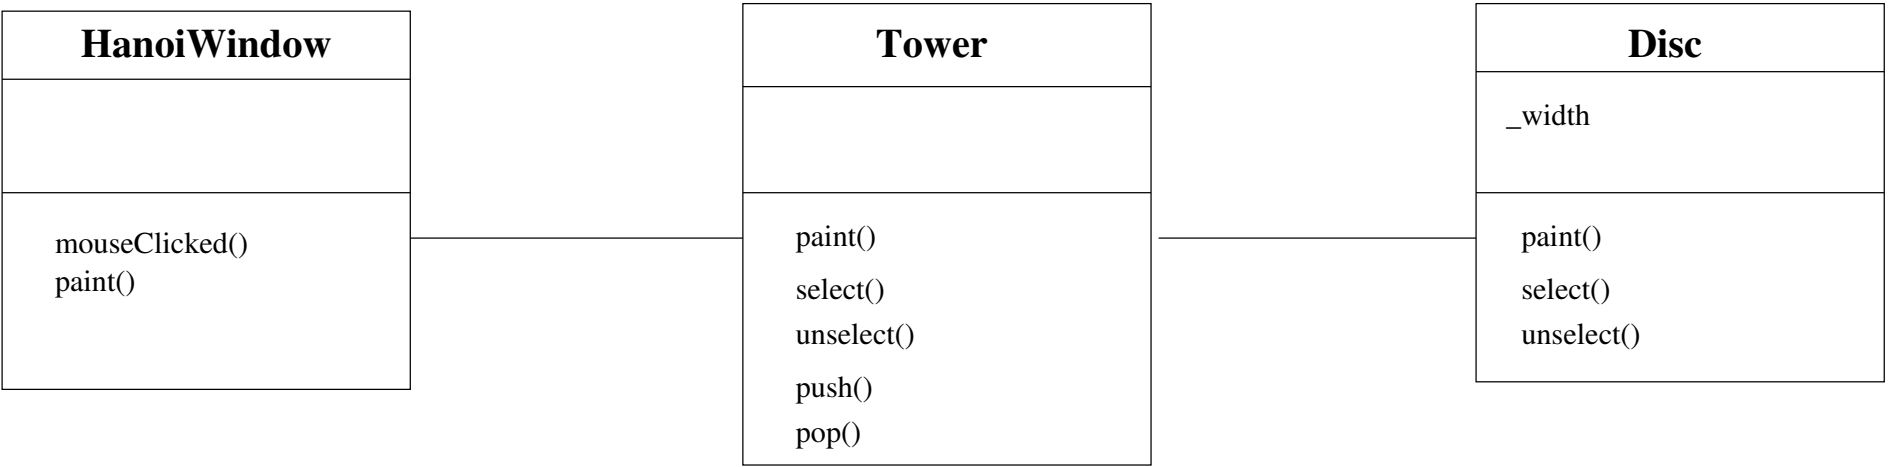 HanoiWindow
mouseClicked()
paint()
Tower
paint()
select()
unselect()
push()
pop()
Disc
_width
paint()
select()
unselect()